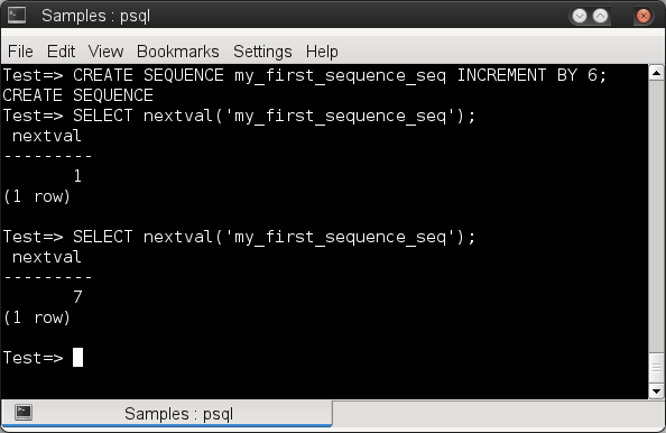 Samples : psql
File Edit View Bookmarks Settings Help
Test=> CREATE SEQUENCE my_first_sequence_seq INCREMENT BY 6;
CREATE SEQUENCE
Test=> SELECT nextval('my_first_sequence_seq');
 nextval
---------
       1
(1 row)

Test=> SELECT nextval('my_first_sequence_seq');
 nextval
---------
       7
(1 row)

Test=>
Samples : psql